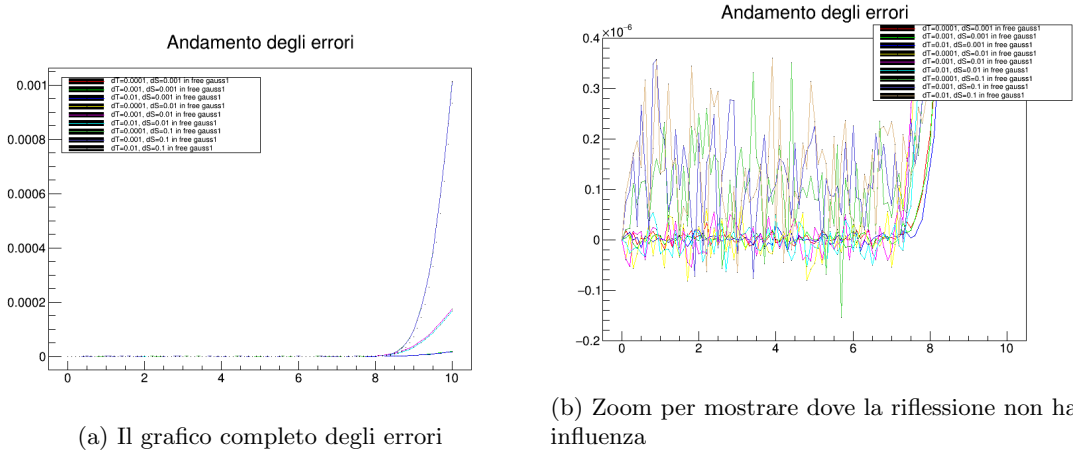 Andamento degli errori
0.001
0.0008
0.0006
0.0004
0.0002
0
dT=0.0001, dS=0.001 in free gauss1
dT=0.001, dS=0.001 in free gauss1
dT=0.01, dS=0.001 in free gauss1
dT=0.0001, dS=0.01 in free gauss1
dT=0.001, dS=0.01 in free gauss1
dT=0.01, dS=0.01 in free gauss1
dT=0.0001, dS=0.1 in free gauss1
dT=0.001, dS=0.1 in free gauss1
dT=0.01, dS=0.1 in free gauss1
0 2 4 6 8 10
(a) Il grafico completo degli errori
Andamento degli errori
×10⁻⁶
0.4
0.3
0.2
0.1
0
−0.1
−0.2
dT=0.0001, dS=0.001 in free gauss1
dT=0.001, dS=0.001 in free gauss1
dT=0.01, dS=0.001 in free gauss1
dT=0.0001, dS=0.01 in free gauss1
dT=0.001, dS=0.01 in free gauss1
dT=0.01, dS=0.01 in free gauss1
dT=0.0001, dS=0.1 in free gauss1
dT=0.001, dS=0.1 in free gauss1
dT=0.01, dS=0.1 in free gauss1
0 2 4 6 8 10
(b) Zoom per mostrare dove la riflessione non ha
influenza